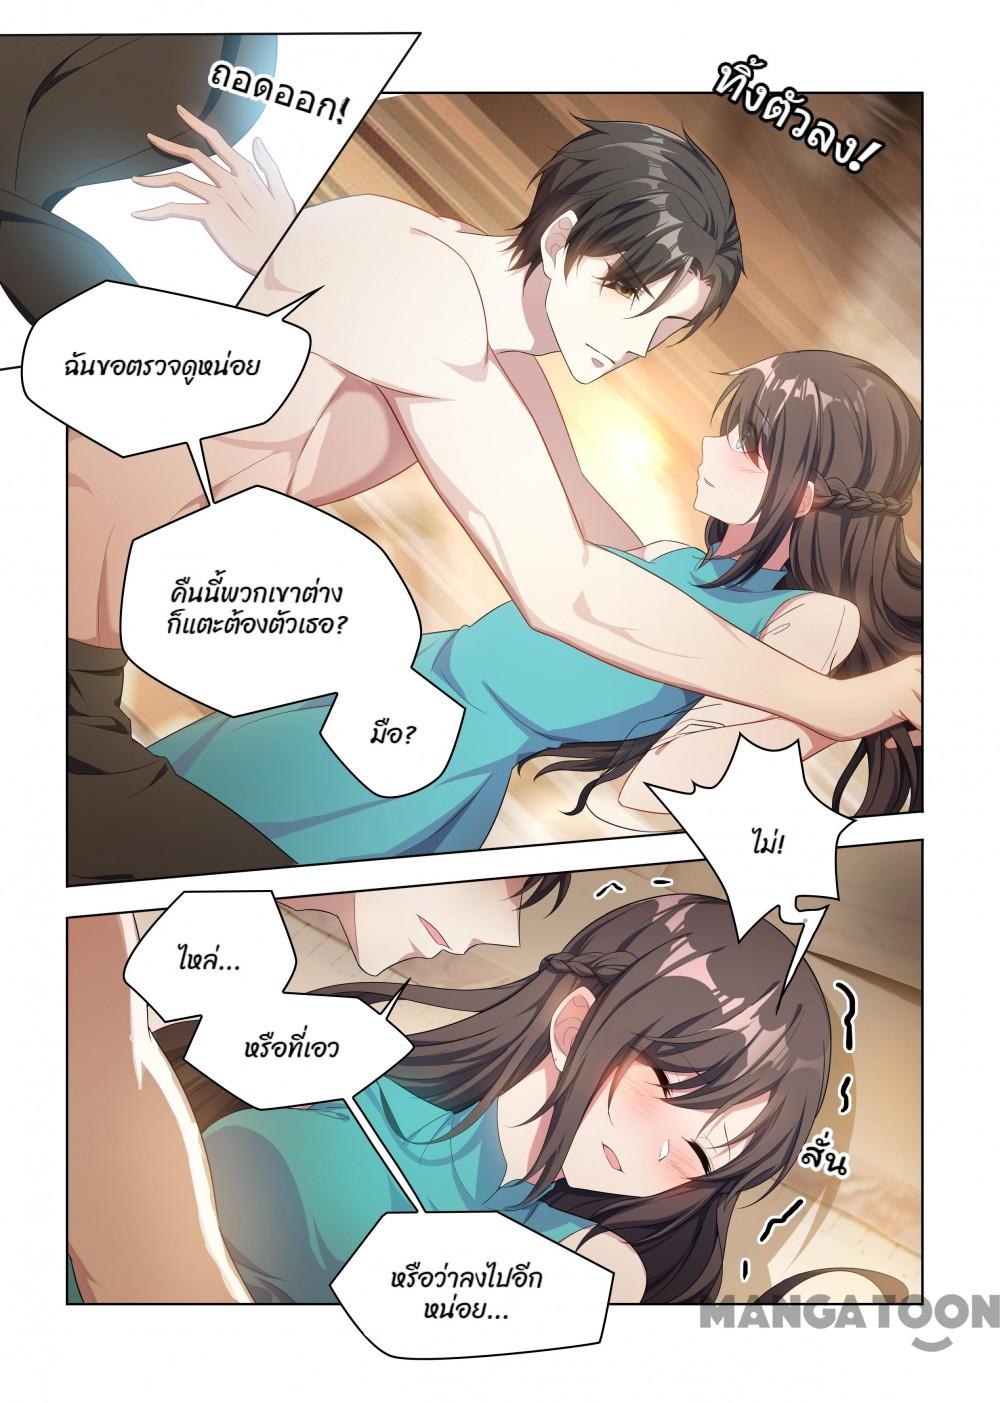 ถอดออก!
ทิ้งตัวลง!
ฉันขอตรวจดูหน่อย
คืนนี้พวกเขาต่าง
ก็แตะต้องตัวเธอ?
มือ?
ไม่!
ไหล่...
หรือที่เอว
สั่น
หรือว่าลงไปอีก
หน่อย...
MANGATOON